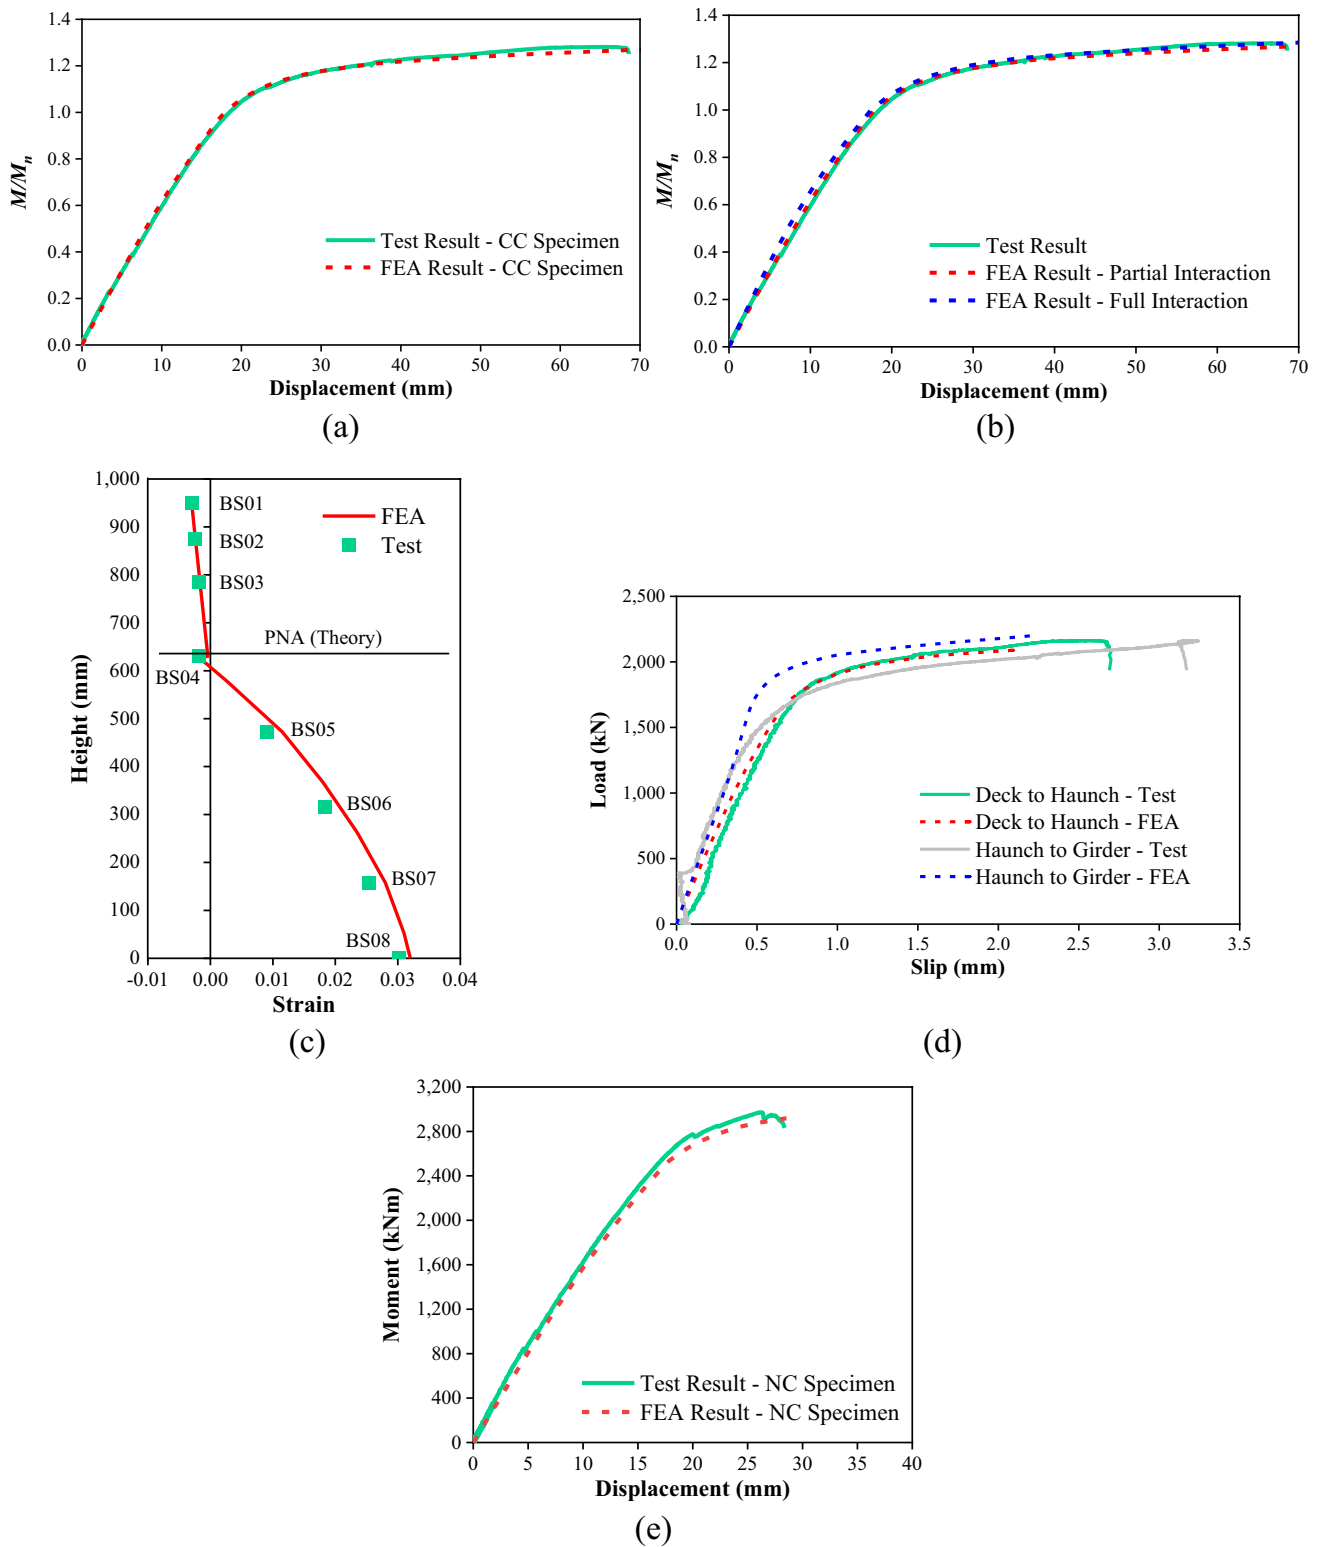 1.4
1.2
1.0
0.8
0.6
0.4
0.2
0.0
M/Mn
Test Result - CC Specimen
FEA Result - CC Specimen
0 10 20 30 40 50 60 70
Displacement (mm)
(a)
1.4
1.2
1.0
0.8
0.6
0.4
0.2
0.0
M/Mn
Test Result
FEA Result - Partial Interaction
FEA Result - Full Interaction
0 10 20 30 40 50 60 70
Displacement (mm)
(b)
1,000
900
800
700
600
500
400
300
200
100
0
Height (mm)
BS01
BS02
BS03
BS04
BS05
BS06
BS07
BS08
FEA
Test
PNA (Theory)
-0.01 0.00 0.01 0.02 0.03 0.04
Strain
(c)
2,500
2,000
1,500
1,000
500
0
Load (kN)
Deck to Haunch - Test
Deck to Haunch - FEA
Haunch to Girder - Test
Haunch to Girder - FEA
0.0 0.5 1.0 1.5 2.0 2.5 3.0 3.5
Slip (mm)
(d)
3,200
2,800
2,400
2,000
1,600
1,200
800
400
0
Moment (kNm)
Test Result - NC Specimen
FEA Result - NC Specimen
0 5 10 15 20 25 30 35 40
Displacement (mm)
(e)